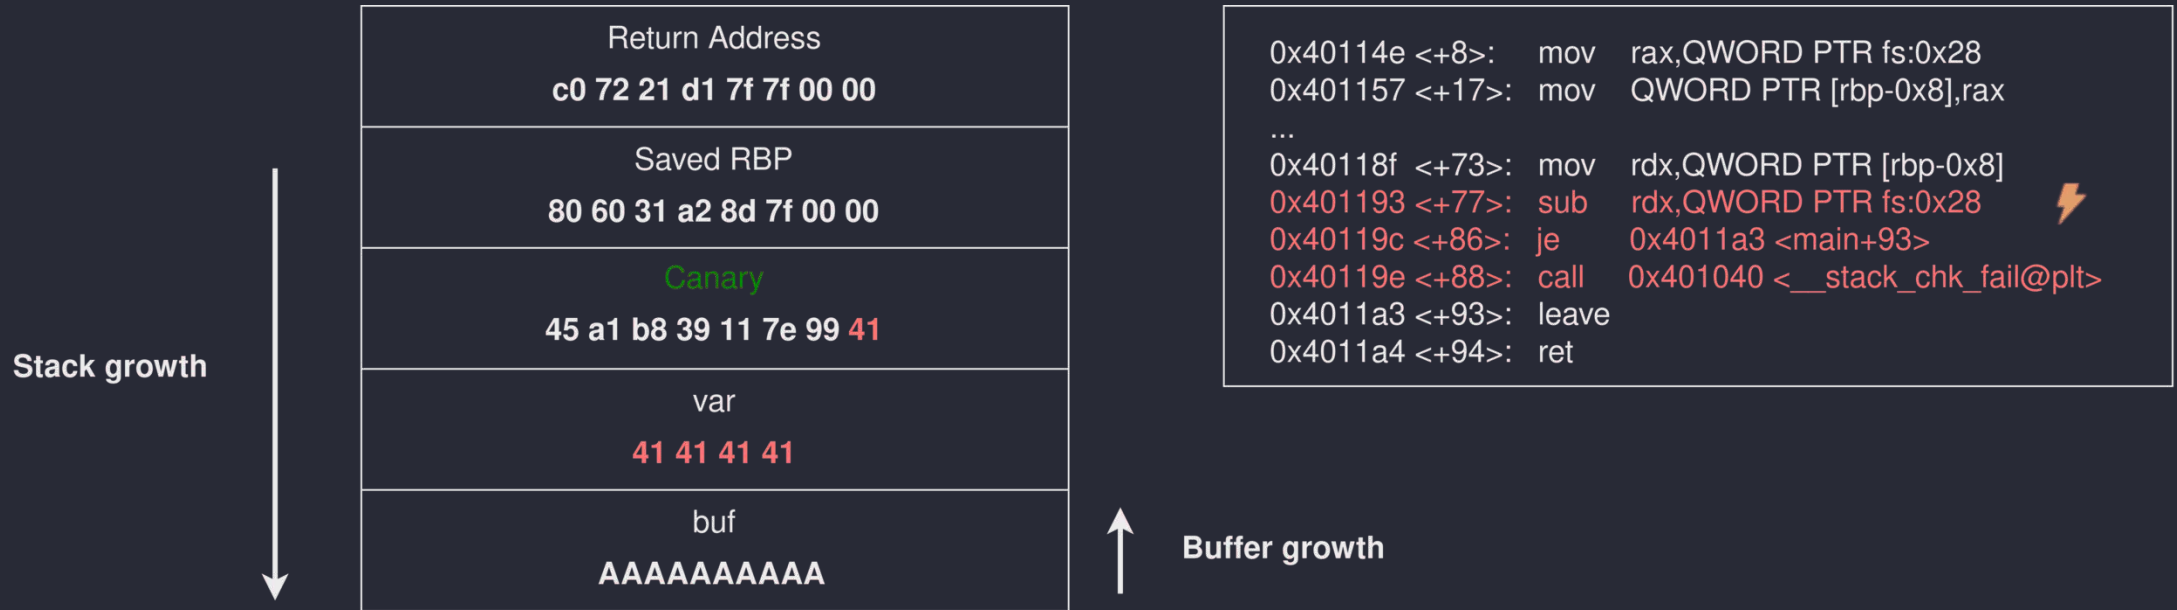 Return Address
c0 72 21 d1 7f 7f 00 00
Saved RBP
80 60 31 a2 8d 7f 00 00
Canary
45 a1 b8 39 11 7e 99 41
var
41 41 41 41
buf
AAAAAAAAAA
Stack growth
Buffer growth
0x40114e <+8>: mov rax,QWORD PTR fs:0x28
0x401157 <+17>: mov QWORD PTR [rbp-0x8],rax
...
0x40118f <+73>: mov rdx,QWORD PTR [rbp-0x8]
0x401193 <+77>: sub rdx,QWORD PTR fs:0x28
0x40119c <+86>: je 0x4011a3 <main+93>
0x40119e <+88>: call 0x401040 <__stack_chk_fail@plt>
0x4011a3 <+93>: leave
0x4011a4 <+94>: ret